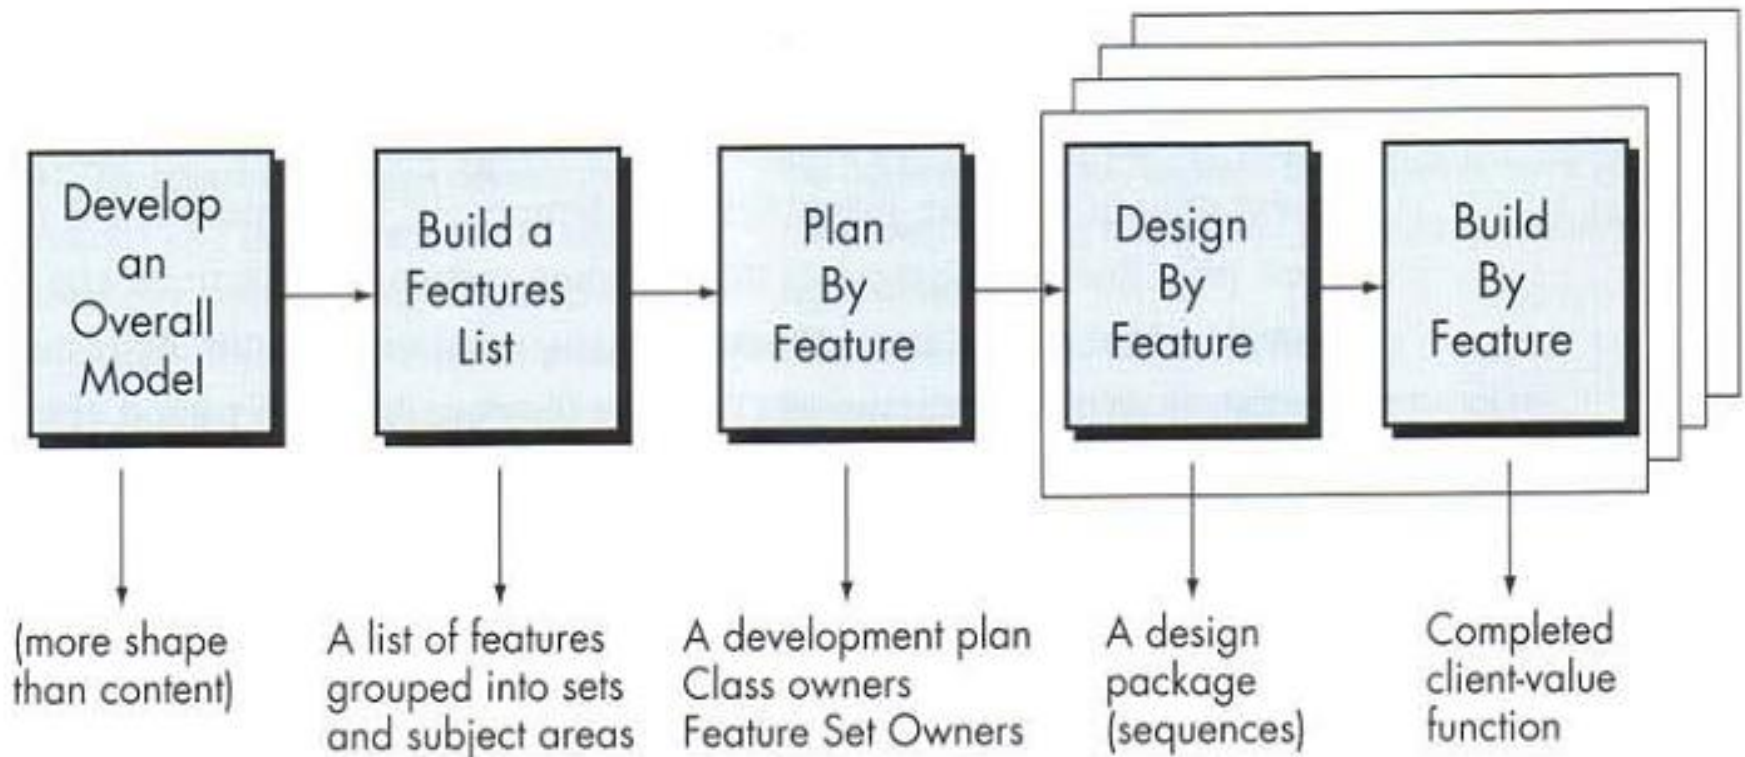 Develop
an
Overall
Model
Build a
Features
List
Plan
By
Feature
Design
By
Feature
Build
By
Feature
(more shape
than content)
A list of features
grouped into sets
and subject areas
A development plan
Class owners
Feature Set Owners
A design
package
(sequences)
Completed
client-value
function